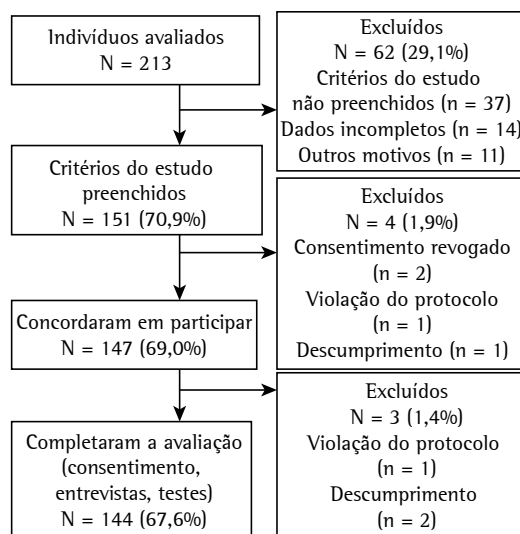 Indivíduos avaliados
N = 213
Excluídos
N = 62 (29,1%)
Critérios do estudo
não preenchidos (n = 37)
Dados incompletos (n = 14)
Outros motivos (n = 11)
Critérios do estudo
preenchidos
N = 151 (70,9%)
Excluídos
N = 4 (1,9%)
Consentimento revogado
(n = 2)
Violação do protocolo
(n = 1)
Descumprimento (n = 1)
Concordaram em participar
N = 147 (69,0%)
Excluídos
N = 3 (1,4%)
Violação do protocolo
(n = 1)
Descumprimento
(n = 2)
Completaram a avaliação
(consentimento,
entrevistas, testes)
N = 144 (67,6%)